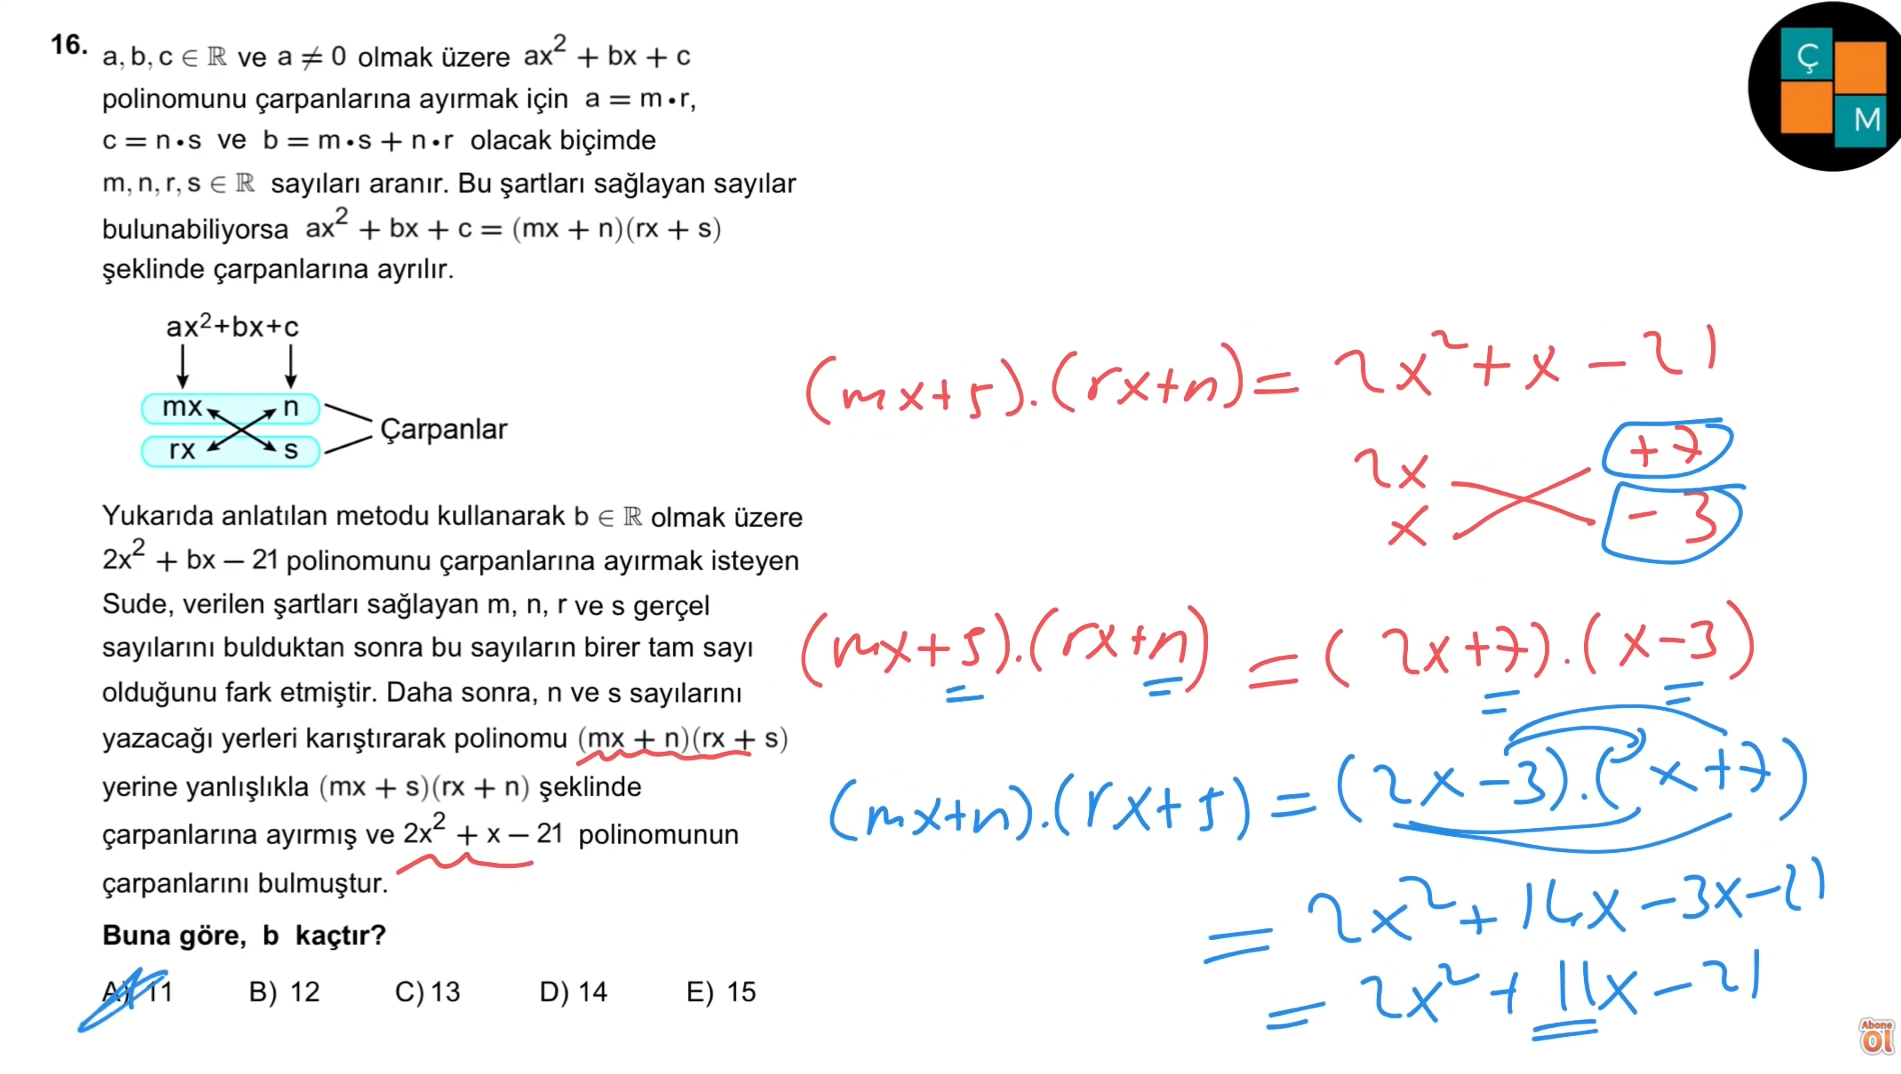 16. a, b, c ∈ ℝ ve a ≠ 0 olmak üzere ax² + bx + c
polinomunu çarpanlarına ayırmak için a = m•r,
c = n•s ve b = m•s + n•r olacak biçimde
m, n, r, s ∈ ℝ sayıları aranır. Bu şartları sağlayan sayılar
bulunabiliyorsa ax² + bx + c = (mx + n)(rx + s)
şeklinde çarpanlarına ayrılır.
ax²+bx+c
mx n
rx s
Çarpanlar
Yukarıda anlatılan metodu kullanarak b ∈ ℝ olmak üzere
2x² + bx – 21 polinomunu çarpanlarına ayırmak isteyen
Sude, verilen şartları sağlayan m, n, r ve s gerçel
sayılarını bulduktan sonra bu sayıların birer tam sayı
olduğunu fark etmiştir. Daha sonra, n ve s sayılarını
yazacağı yerleri karıştırarak polinomu (mx + n)(rx + s)
yerine yanlışlıkla (mx + s)(rx + n) şeklinde
çarpanlarına ayırmış ve 2x² + x – 21 polinomunun
çarpanlarını bulmuştur.
Buna göre, b kaçtır?
A) 11 B) 12 C) 13 D) 14 E) 15
(mx+s).(rx+n) = 2x²+x-21
2x +7
x -3
(mx+s).(rx+n) = (2x+7).(x-3)
(mx+n).(rx+s) = (2x-3).(x+7)
= 2x²+14x-3x-21
= 2x²+11x-21
Ç
M
Abone
Ol